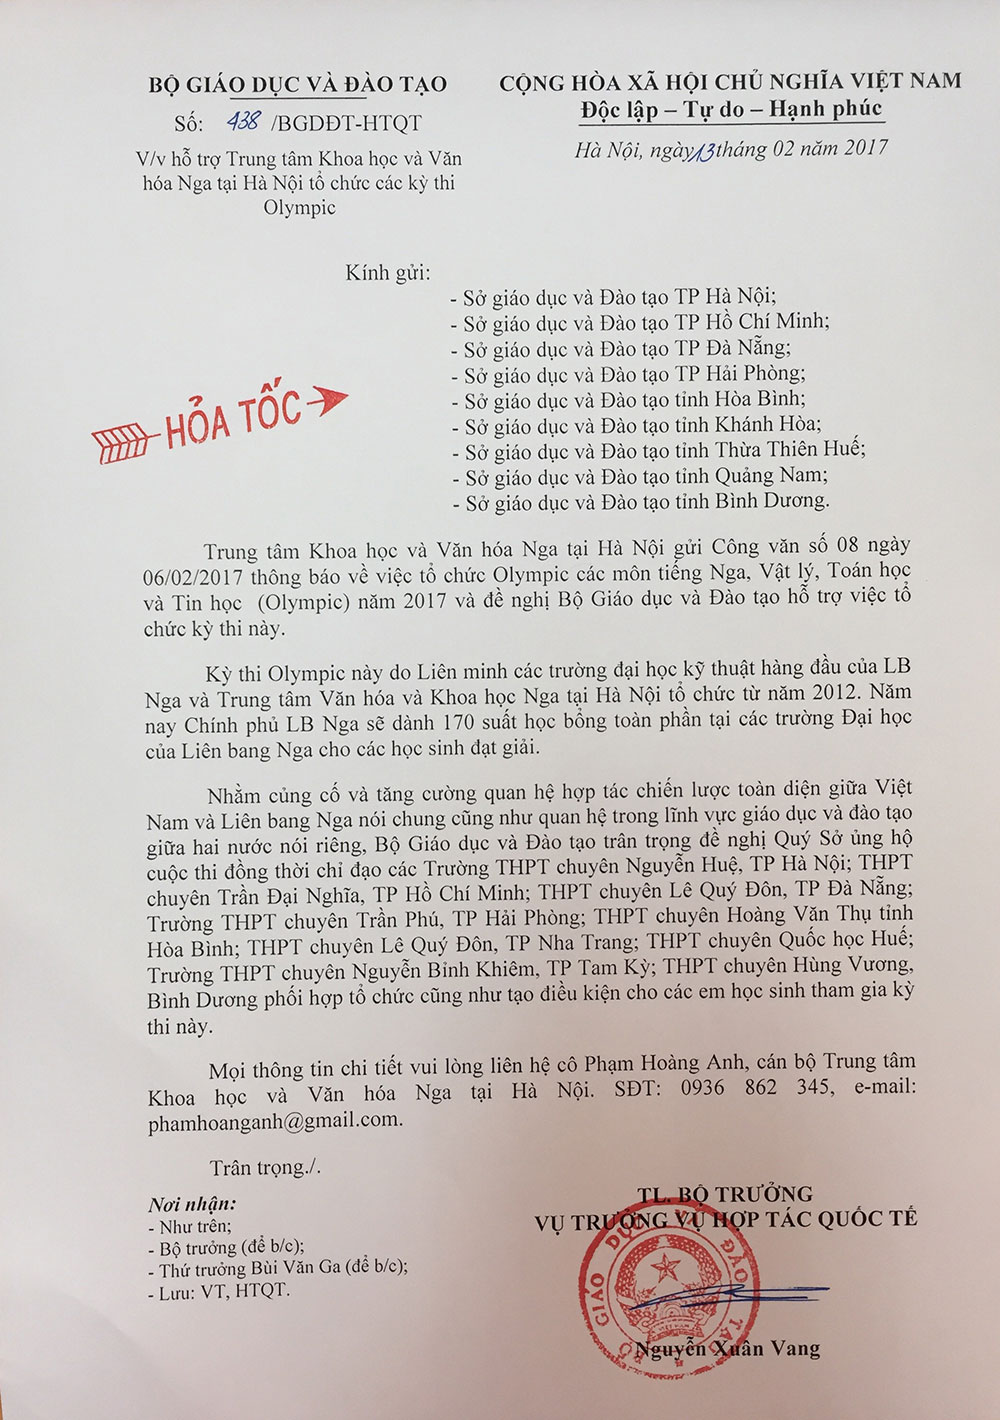 BỘ GIÁO DỤC VÀ ĐÀO TẠO
Số: 438 /BGDĐT-HTQT
V/v hỗ trợ Trung tâm Khoa học và Văn
hóa Nga tại Hà Nội tổ chức các kỳ thi
Olympic
CỘNG HÒA XÃ HỘI CHỦ NGHĨA VIỆT NAM
Độc lập – Tự do – Hạnh phúc
Hà Nội, ngày 13 tháng 02 năm 2017
Kính gửi:
- Sở giáo dục và Đào tạo TP Hà Nội;
- Sở giáo dục và Đào tạo TP Hồ Chí Minh;
- Sở giáo dục và Đào tạo TP Đà Nẵng;
- Sở giáo dục và Đào tạo TP Hải Phòng;
- Sở giáo dục và Đào tạo tỉnh Hòa Bình;
- Sở giáo dục và Đào tạo tỉnh Khánh Hòa;
- Sở giáo dục và Đào tạo tỉnh Thừa Thiên Huế;
- Sở giáo dục và Đào tạo tỉnh Quảng Nam;
- Sở giáo dục và Đào tạo tỉnh Bình Dương.
HỎA TỐC
Trung tâm Khoa học và Văn hóa Nga tại Hà Nội gửi Công văn số 08 ngày
06/02/2017 thông báo về việc tổ chức Olympic các môn tiếng Nga, Vật lý, Toán học
và Tin học (Olympic) năm 2017 và đề nghị Bộ Giáo dục và Đào tạo hỗ trợ việc tổ
chức kỳ thi này.
Kỳ thi Olympic này do Liên minh các trường đại học kỹ thuật hàng đầu của LB
Nga và Trung tâm Văn hóa và Khoa học Nga tại Hà Nội tổ chức từ năm 2012. Năm
nay Chính phủ LB Nga sẽ dành 170 suất học bổng toàn phần tại các trường Đại học
của Liên bang Nga cho các học sinh đạt giải.
Nhằm củng cố và tăng cường quan hệ hợp tác chiến lược toàn diện giữa Việt
Nam và Liên bang Nga nói chung cũng như quan hệ trong lĩnh vực giáo dục và đào tạo
giữa hai nước nói riêng, Bộ Giáo dục và Đào tạo trân trọng đề nghị Quý Sở ủng hộ
cuộc thi đồng thời chỉ đạo các Trường THPT chuyên Nguyễn Huệ, TP Hà Nội; THPT
chuyên Trần Đại Nghĩa, TP Hồ Chí Minh; THPT chuyên Lê Quý Đôn, TP Đà Nẵng;
Trường THPT chuyên Trần Phú, TP Hải Phòng; THPT chuyên Hoàng Văn Thụ tỉnh
Hòa Bình; THPT chuyên Lê Quý Đôn, TP Nha Trang; THPT chuyên Quốc học Huế;
Trường THPT chuyên Nguyễn Bỉnh Khiêm, TP Tam Kỳ; THPT chuyên Hùng Vương,
Bình Dương phối hợp tổ chức cũng như tạo điều kiện cho các em học sinh tham gia kỳ
thi này.
Mọi thông tin chi tiết vui lòng liên hệ cô Phạm Hoàng Anh, cán bộ Trung tâm
Khoa học và Văn hóa Nga tại Hà Nội. SĐT: 0936 862 345, e-mail:
phamhoanganh@gmail.com.
Trân trọng./.
Nơi nhận:
- Như trên;
- Bộ trưởng (để b/c);
- Thứ trưởng Bùi Văn Ga (để b/c);
- Lưu: VT, HTQT.
TL. BỘ TRƯỞNG
VỤ TRƯỞNG VỤ HỢP TÁC QUỐC TẾ
BỘ GIÁO DỤC VÀ ĐÀO TẠO
VIỆT NAM
Nguyễn Xuân Vang